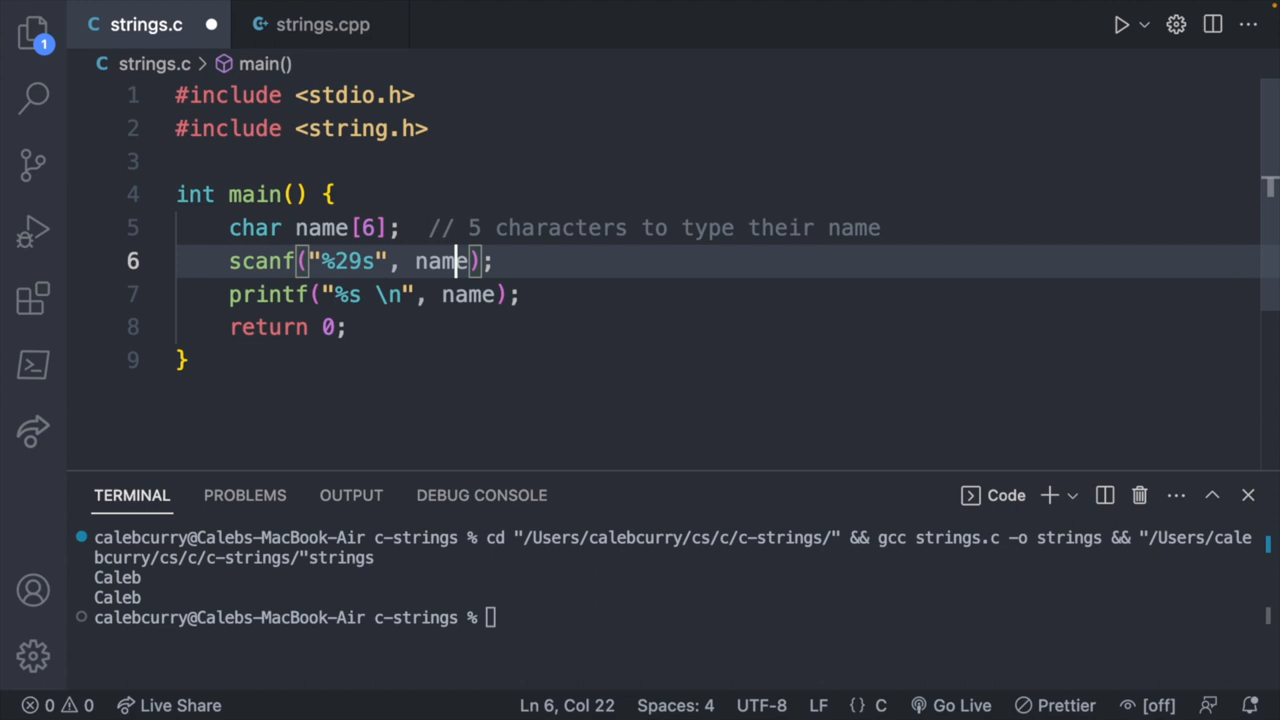 C strings.c ● C+ strings.cpp
1
C strings.c > main()
1 #include <stdio.h>
2 #include <string.h>
3
4 int main() {
5 char name[6];  // 5 characters to type their name
6 scanf("%29s", name);
7 printf("%s \n", name);
8 return 0;
9 }
TERMINAL PROBLEMS OUTPUT DEBUG CONSOLE Code
calebcurry@Calebs-MacBook-Air c-strings % cd "/Users/calebcurry/cs/c/c-strings/" && gcc strings.c -o strings && "/Users/cale
bcurry/cs/c/c-strings/"strings
Caleb
Caleb
calebcurry@Calebs-MacBook-Air c-strings %
0 0 Live Share Ln 6, Col 22 Spaces: 4 UTF-8 LF {} C Go Live Prettier [off]